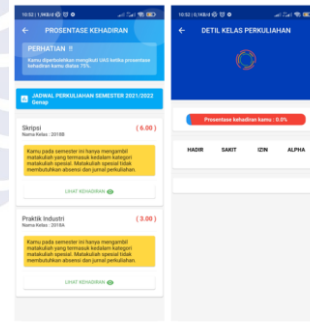 PROSENTASE KEHADIRAN
PERHATIAN !!
Kamu diperbolehkan mengikuti UAS ketika prosentase
kehadiran kamu diatas 75%.
JADWAL PERKULIAHAN SEMESTER 2021/2022
Genap
Skripsi
( 6.00 )
Nama Kelas : 2018B
Kamu pada semester ini hanya mengambil
matakuliah yang termasuk kedalam kategori
matakuliah spesial. Matakuliah spesial tidak
membutuhkan absensi dan jurnal perkuliahan.
LIHAT KEHADIRAN
Praktik Industri
( 3.00 )
Nama Kelas : 2019A
Kamu pada semester ini hanya mengambil
matakuliah yang termasuk kedalam kategori
matakuliah spesial. Matakuliah spesial tidak
membutuhkan absensi dan jurnal perkuliahan.
LIHAT KEHADIRAN
DETIL KELAS PERKULIAHAN
Prosentase kehadiran kamu : 0.0%
HADIR SAKIT IZIN ALPHA